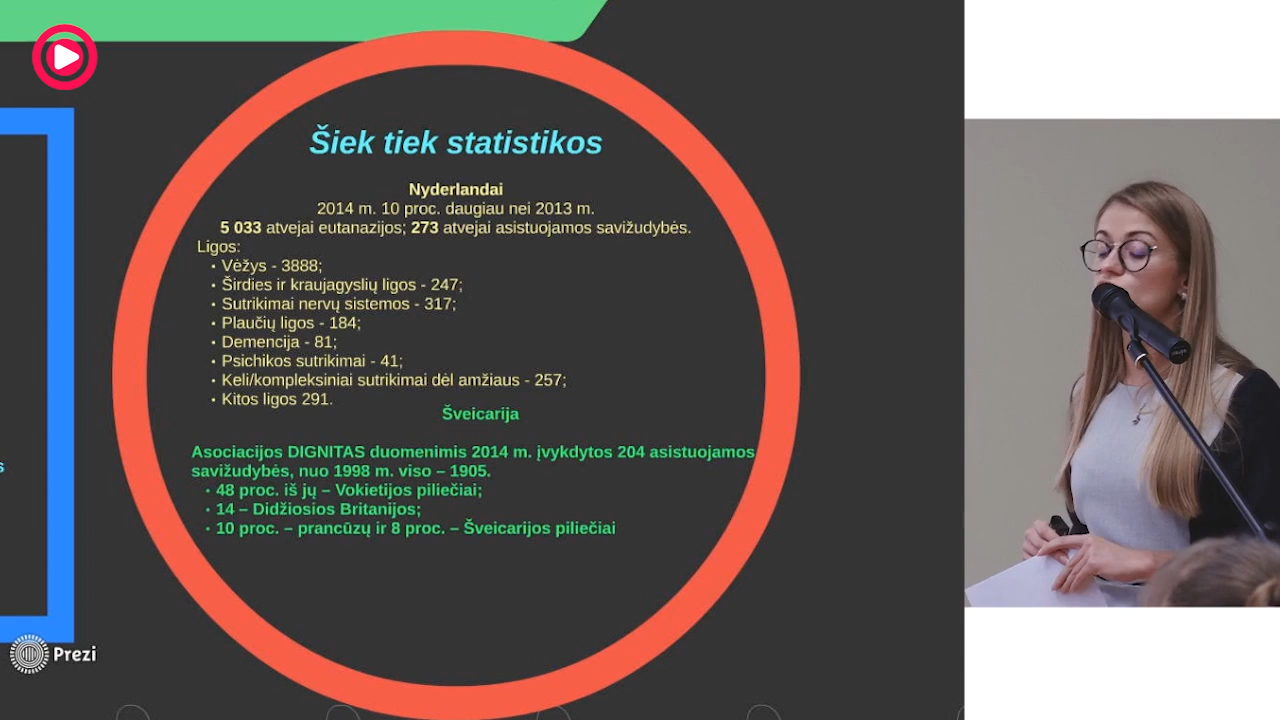 Šiek tiek statistikos
Nyderlandai
2014 m. 10 proc. daugiau nei 2013 m.
5 033 atvejai eutanazijos; 273 atvejai asistuojamos savižudybės.
Ligos:
• Vėžys - 3888;
• Širdies ir kraujagyslių ligos - 247;
• Sutrikimai nervų sistemos - 317;
• Plaučių ligos - 184;
• Demencija - 81;
• Psichikos sutrikimai - 41;
• Keli/kompleksiniai sutrikimai dėl amžiaus - 257;
• Kitos ligos 291.
Šveicarija
Asociacijos DIGNITAS duomenimis 2014 m. įvykdytos 204 asistuojamos
savižudybės, nuo 1998 m. viso – 1905.
• 48 proc. iš jų – Vokietijos piliečiai;
• 14 – Didžiosios Britanijos;
• 10 proc. – prancūzų ir 8 proc. – Šveicarijos piliečiai
s
Prezi